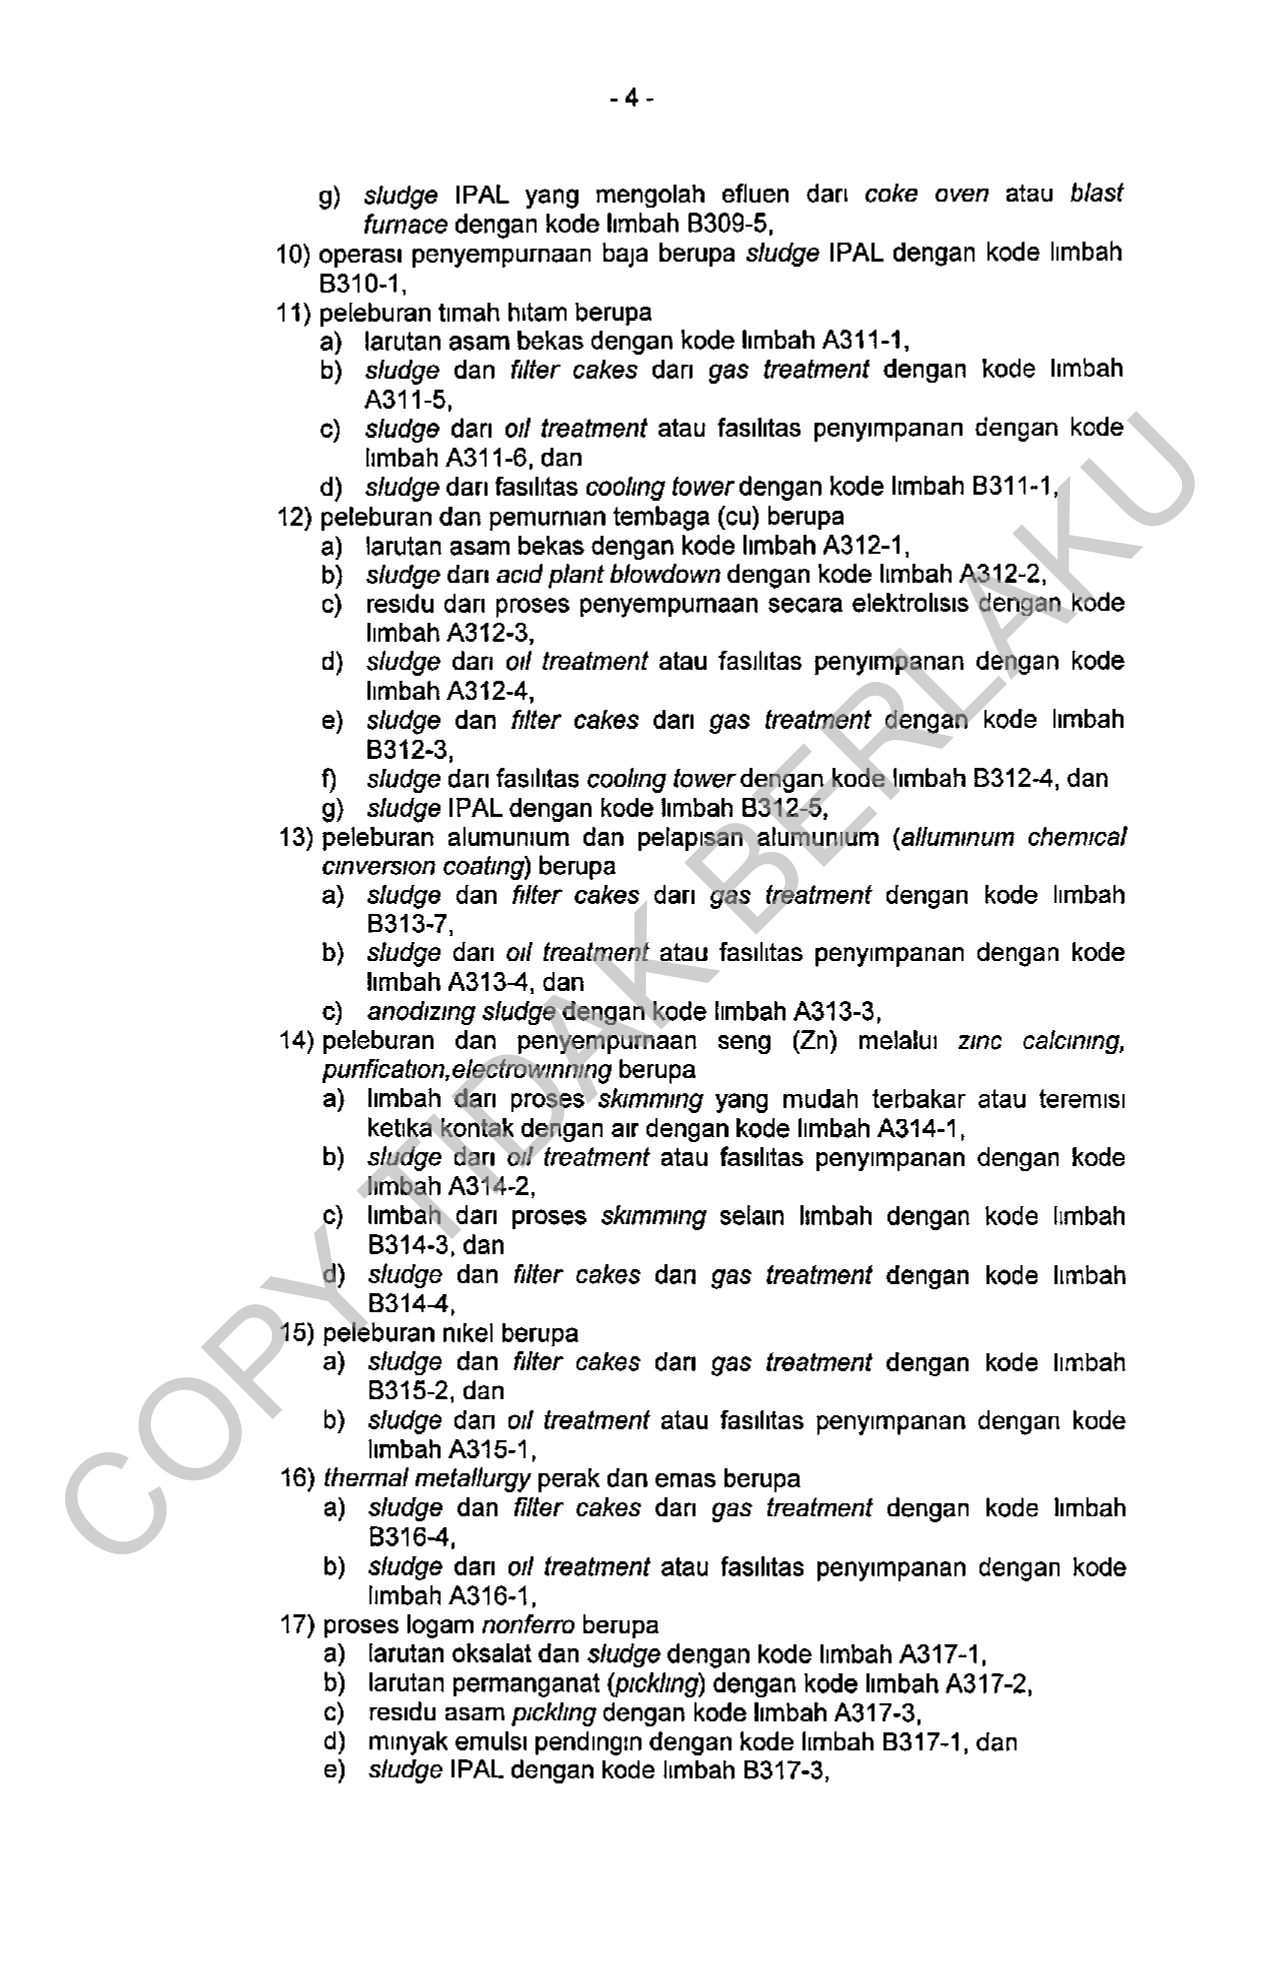 - 4 -
g) sludge IPAL yang mengolah efluen dari coke oven atau blast
furnace dengan kode limbah B309-5,
10) operasi penyempurnaan baja berupa sludge IPAL dengan kode limbah
B310-1,
11) peleburan timah hitam berupa
a) larutan asam bekas dengan kode limbah A311-1,
b) sludge dan filter cakes dari gas treatment dengan kode limbah
A311-5,
c) sludge dari oil treatment atau fasilitas penyimpanan dengan kode
limbah A311-6, dan
d) sludge dari fasilitas cooling tower dengan kode limbah B311-1,
12) peleburan dan pemurnian tembaga (cu) berupa
a) larutan asam bekas dengan kode limbah A312-1,
b) sludge dari acid plant blowdown dengan kode limbah A312-2,
c) residu dari proses penyempurnaan secara elektrolisis dengan kode
limbah A312-3,
d) sludge dari oil treatment atau fasilitas penyimpanan dengan kode
limbah A312-4,
e) sludge dan filter cakes dari gas treatment dengan kode limbah
B312-3,
f) sludge dari fasilitas cooling tower dengan kode limbah B312-4, dan
g) sludge IPAL dengan kode limbah B312-5,
13) peleburan alumunium dan pelapisan alumunium (alluminum chemical
cinversion coating) berupa
a) sludge dan filter cakes dari gas treatment dengan kode limbah
B313-7,
b) sludge dari oil treatment atau fasilitas penyimpanan dengan kode
limbah A313-4, dan
c) anodizing sludge dengan kode limbah A313-3,
14) peleburan dan penyempurnaan seng (Zn) melalui zinc calcining,
purification,electrowinning berupa
a) limbah dari proses skimming yang mudah terbakar atau teremisi
ketika kontak dengan air dengan kode limbah A314-1,
b) sludge dari oil treatment atau fasilitas penyimpanan dengan kode
limbah A314-2,
c) limbah dari proses skimming selain limbah dengan kode limbah
B314-3, dan
d) sludge dan filter cakes dari gas treatment dengan kode limbah
B314-4,
15) peleburan nikel berupa
a) sludge dan filter cakes dari gas treatment dengan kode limbah
B315-2, dan
b) sludge dari oil treatment atau fasilitas penyimpanan dengan kode
limbah A315-1,
16) thermal metallurgy perak dan emas berupa
a) sludge dan filter cakes dari gas treatment dengan kode limbah
B316-4,
b) sludge dari oil treatment atau fasilitas penyimpanan dengan kode
limbah A316-1,
17) proses logam nonferro berupa
a) larutan oksalat dan sludge dengan kode limbah A317-1,
b) larutan permanganat (pickling) dengan kode limbah A317-2,
c) residu asam pickling dengan kode limbah A317-3,
d) minyak emulsi pendingin dengan kode limbah B317-1, dan
e) sludge IPAL dengan kode limbah B317-3,
COPY TIDAK BERLAKU